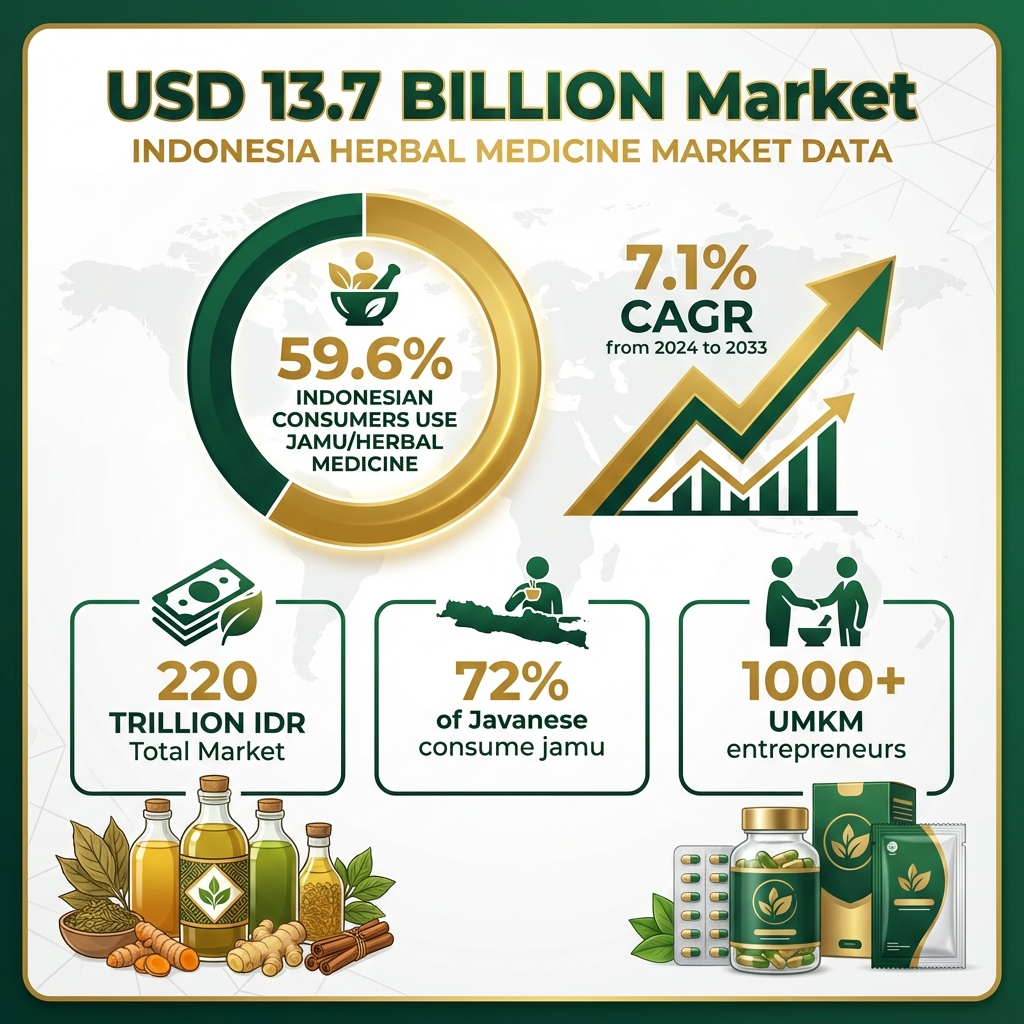 USD 13.7 BILLION Market
INDONESIA HERBAL MEDICINE MARKET DATA
59.6%
INDONESIAN
CONSUMERS USE
JAMU/HERBAL
MEDICINE
7.1%
CAGR
from 2024 to 2033
220
TRILLION IDR
Total Market
72%
of Javanese
consume jamu
1000+
UMKM
entrepreneurs